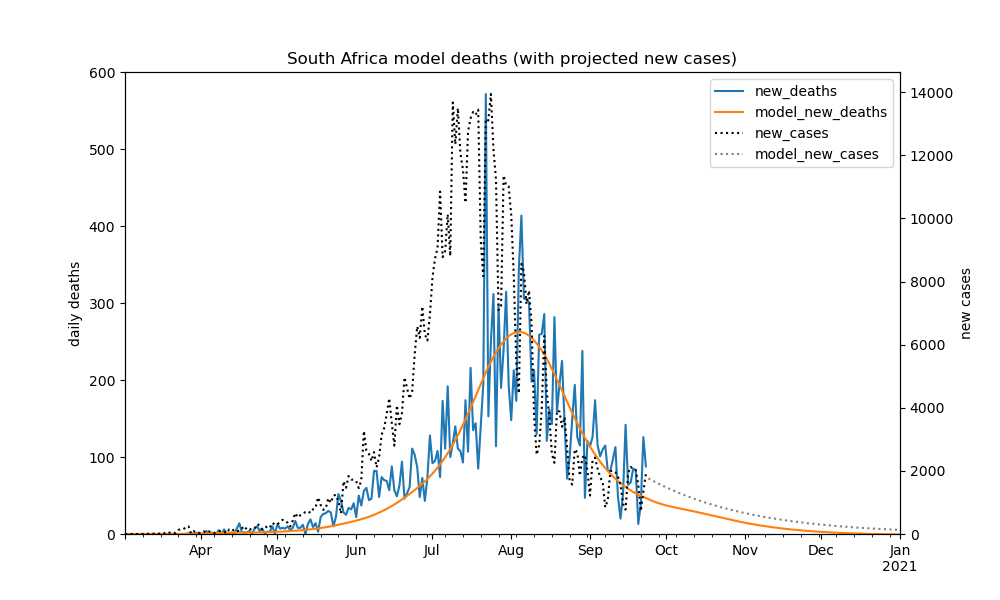 South Africa model deaths (with projected new cases)
600
500
400
300
200
100
0
daily deaths
14000
12000
10000
8000
6000
4000
2000
0
new cases
new_deaths
model_new_deaths
new_cases
model_new_cases
Apr May Jun Jul Aug Sep Oct Nov Dec Jan
2021